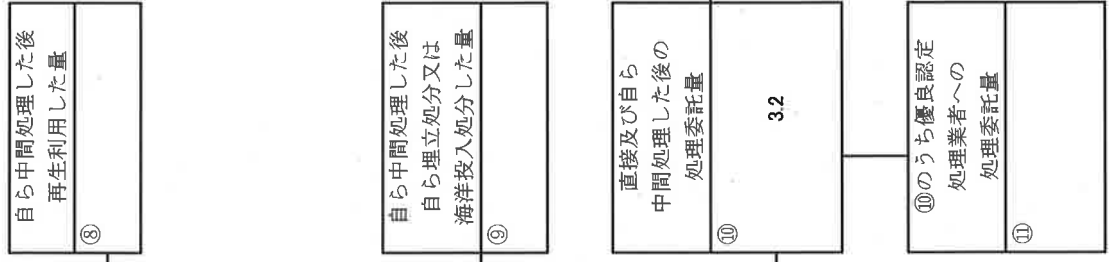 自ら中間処理した後
再生利用した量
⑧
自ら中間処理した後
自ら埋立処分又は
海洋投入処分した量
⑨
直接及び自ら
中間処理した後の
処理委託量
⑩
3.2
⑩のうち優良認定
処理業者への
処理委託量
⑪